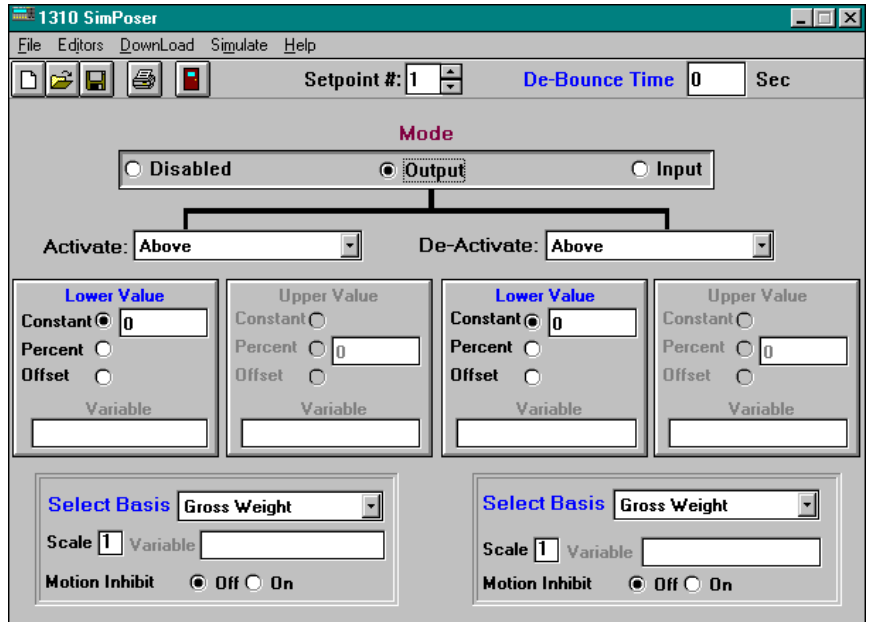 1310 SimPoser
File Editors DownLoad Simulate Help
Setpoint #: 1 De-Bounce Time 0 Sec
Mode
Disabled Output Input
Activate: Above De-Activate: Above
Lower Value Upper Value Lower Value Upper Value
Constant 0 Constant Constant 0 Constant
Percent Percent 0 Percent Percent 0
Offset Offset Offset Offset
Variable Variable Variable Variable
Select Basis Gross Weight Select Basis Gross Weight
Scale 1 Variable Scale 1 Variable
Motion Inhibit Off On Motion Inhibit Off On